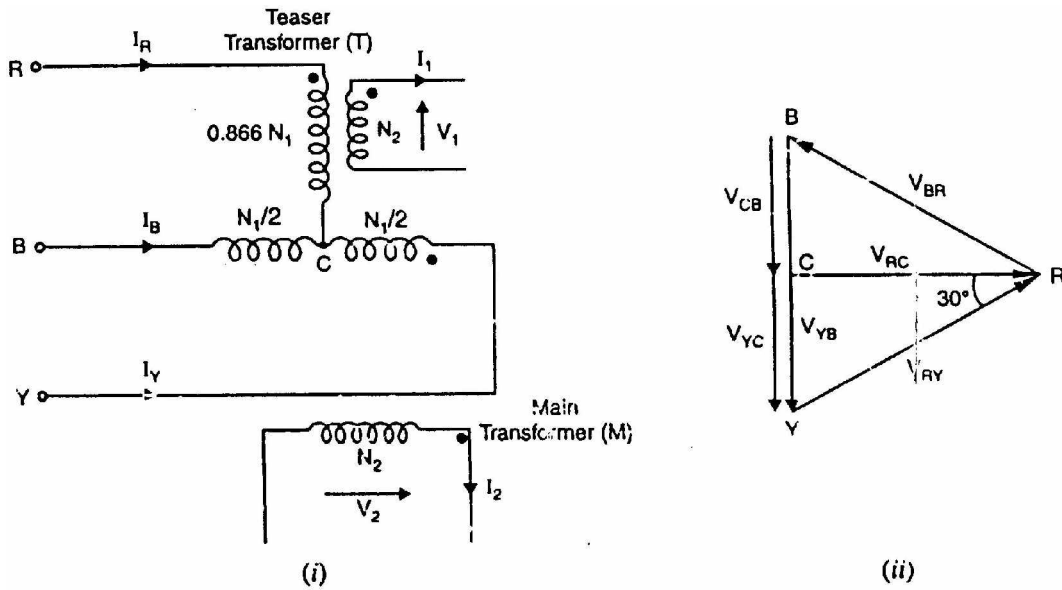 Teaser
Transformer (T)
I_R
R
I_1
0.866 N_1
N_2
V_1
I_B
N_1/2
N_1/2
B
C
I_Y
Y
Main
Transformer (M)
N_2
V_2
I_2
(i)
B
V_CB
V_BR
C
V_RC
R
30°
V_YC
V_YB
V_RY
Y
(ii)